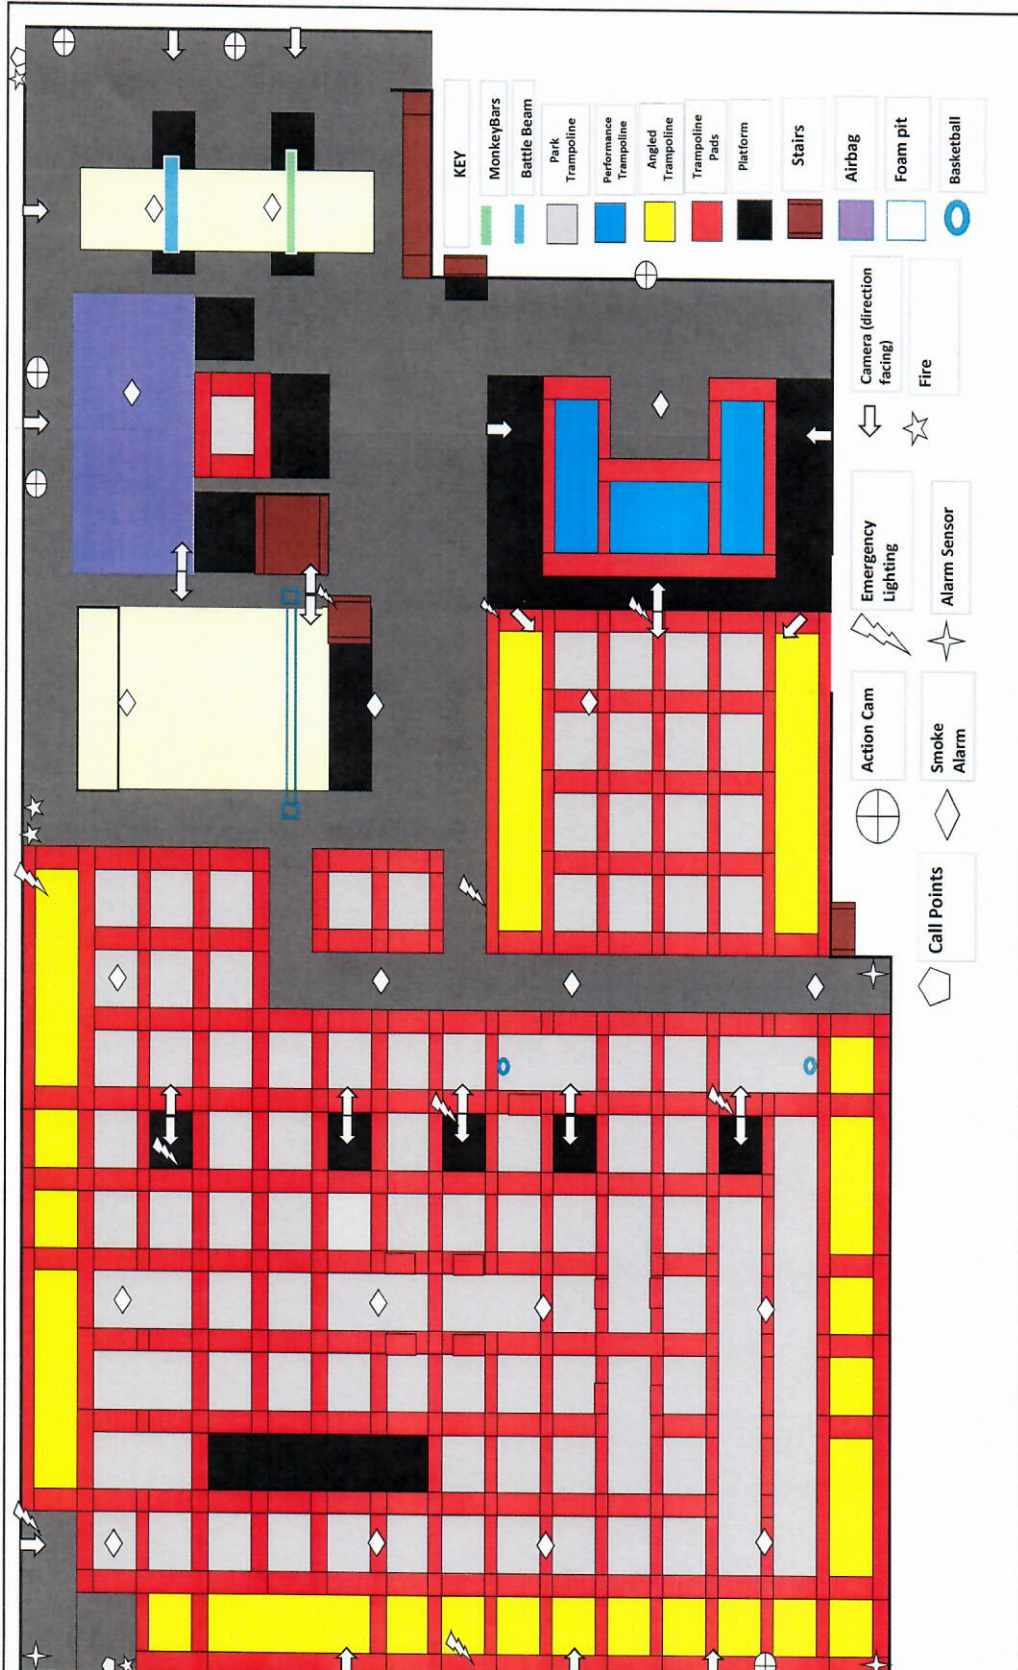 KEY
MonkeyBars
Battle Beam
Park
Trampoline
Performance
Trampoline
Angled
Trampoline
Trampoline
Pads
Platform
Stairs
Airbag
Foam pit
Basketball
Camera (direction
facing)
Fire
Emergency
Lighting
Alarm Sensor
Action Cam
Smoke
Alarm
Call Points